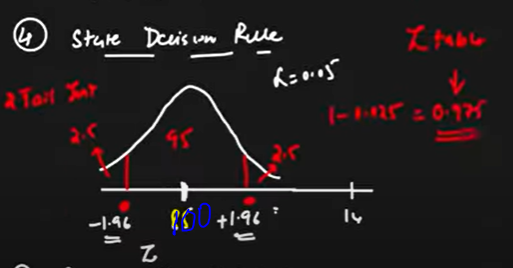 ④ State Decision Rule
Z table
α=0.05
2 Tail Test
1-0.025 = 0.975
2.5 95 2.5
-1.96 100 +1.96 14
Z